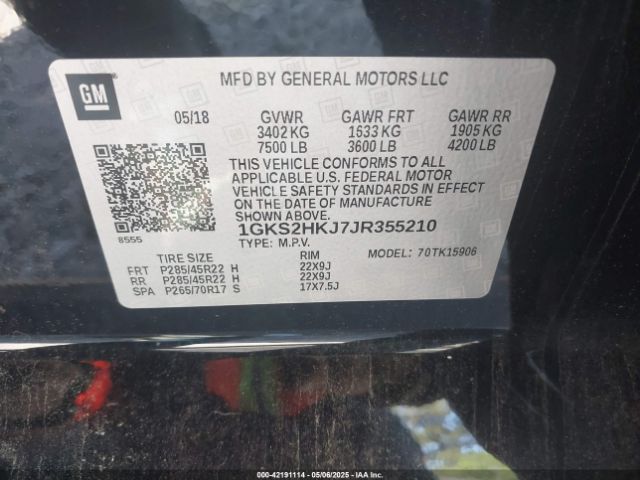 GM
MFD BY GENERAL MOTORS LLC
05/18 GVWR GAWR FRT GAWR RR
3402 KG 1633 KG 1905 KG
7500 LB 3600 LB 4200 LB
THIS VEHICLE CONFORMS TO ALL
APPLICABLE U.S. FEDERAL MOTOR
VEHICLE SAFETY STANDARDS IN EFFECT
ON THE DATE OF MANUFACTURE
SHOWN ABOVE.
1GKS2HKJ7JR355210
8555
TYPE: M.P.V. MODEL: 70TK15906
TIRE SIZE RIM
FRT P285/45R22 H 22X9J
RR P285/45R22 H 22X9J
SPA P265/70R17 S 17X7.5J
000-42191114 - 05/06/2025 - IAA Inc.